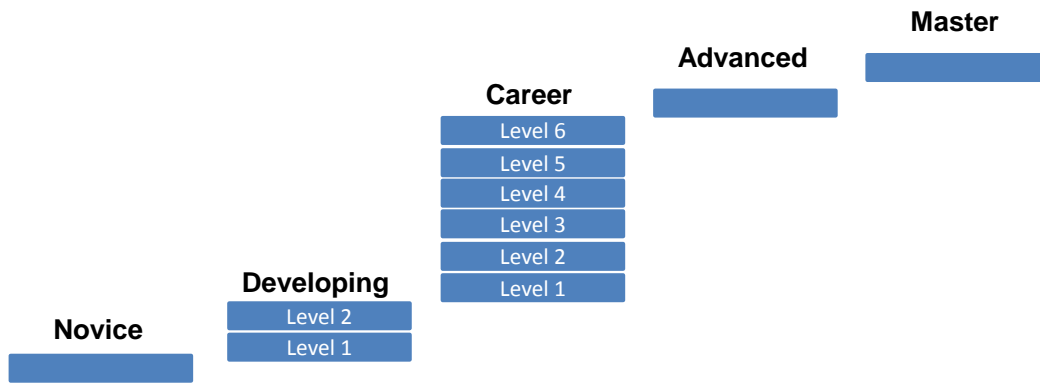 Master
Advanced
Career
Level 6
Level 5
Level 4
Level 3
Level 2
Level 1
Developing
Level 2
Level 1
Novice